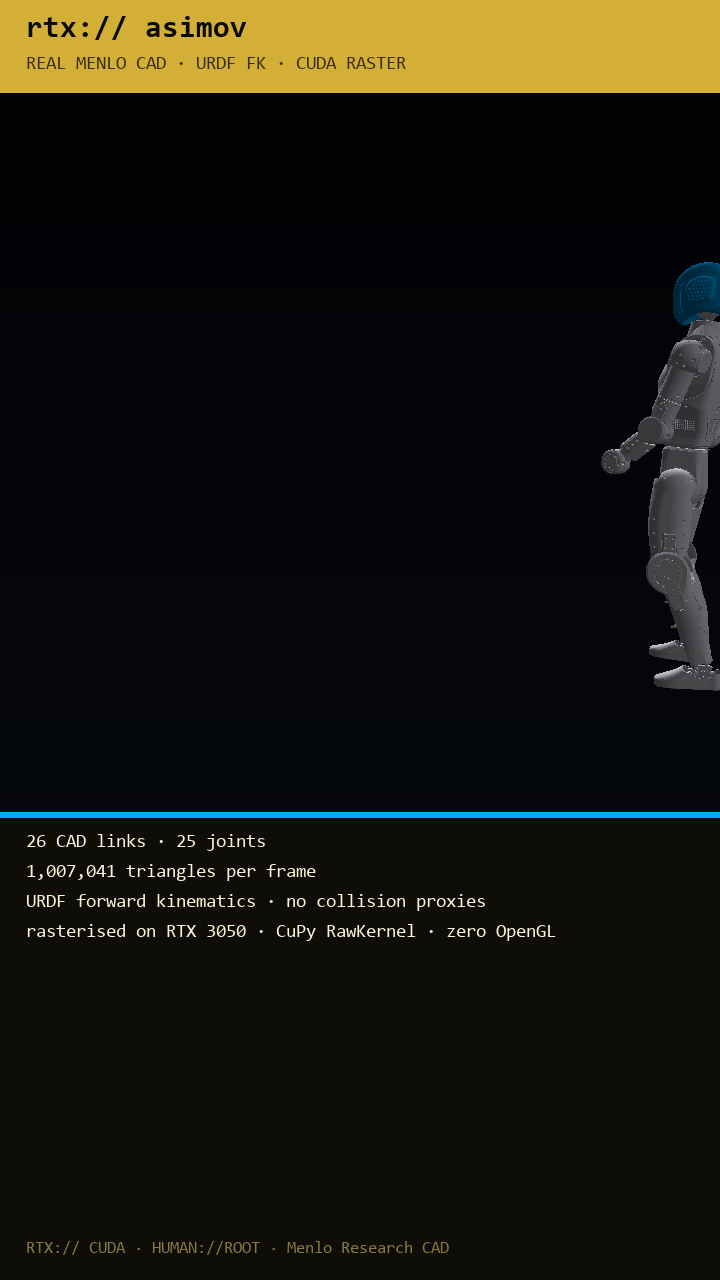 rtx:// asimov
REAL MENLO CAD · URDF FK · CUDA RASTER
26 CAD links · 25 joints
1,007,041 triangles per frame
URDF forward kinematics · no collision proxies
rasterised on RTX 3050 · CuPy RawKernel · zero OpenGL
RTX:// CUDA · HUMAN://ROOT · Menlo Research CAD